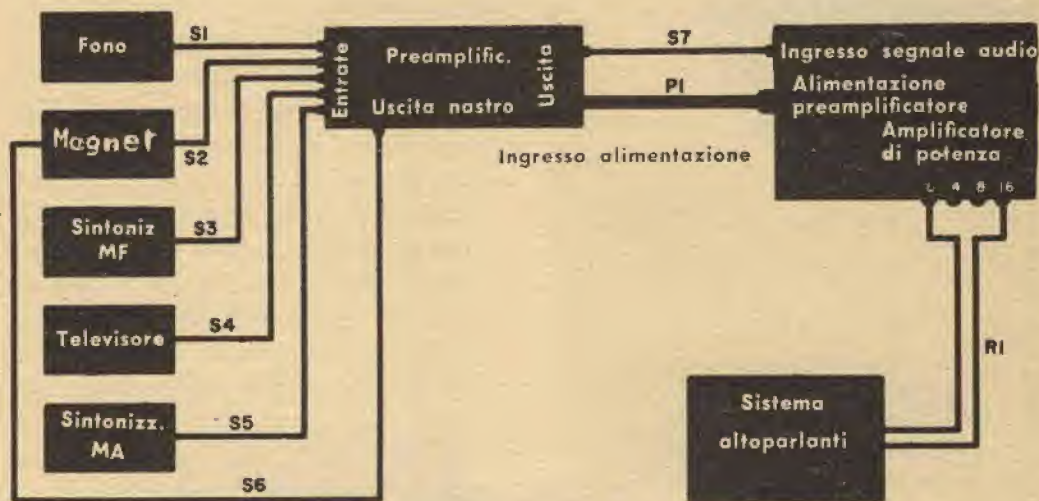 Fono
S1
Entrate
Preamplific.
Uscita nastro
Uscita
S7
Ingresso segnale audio
P1
Alimentazione
preamplificatore
Amplificatore
di potenza
4 8 16
Ingresso alimentazione
Magnet
S2
Sintoniz
MF
S3
Televisore
S4
Sintonizz.
MA
S5
S6
R1
Sistema
altoparlanti